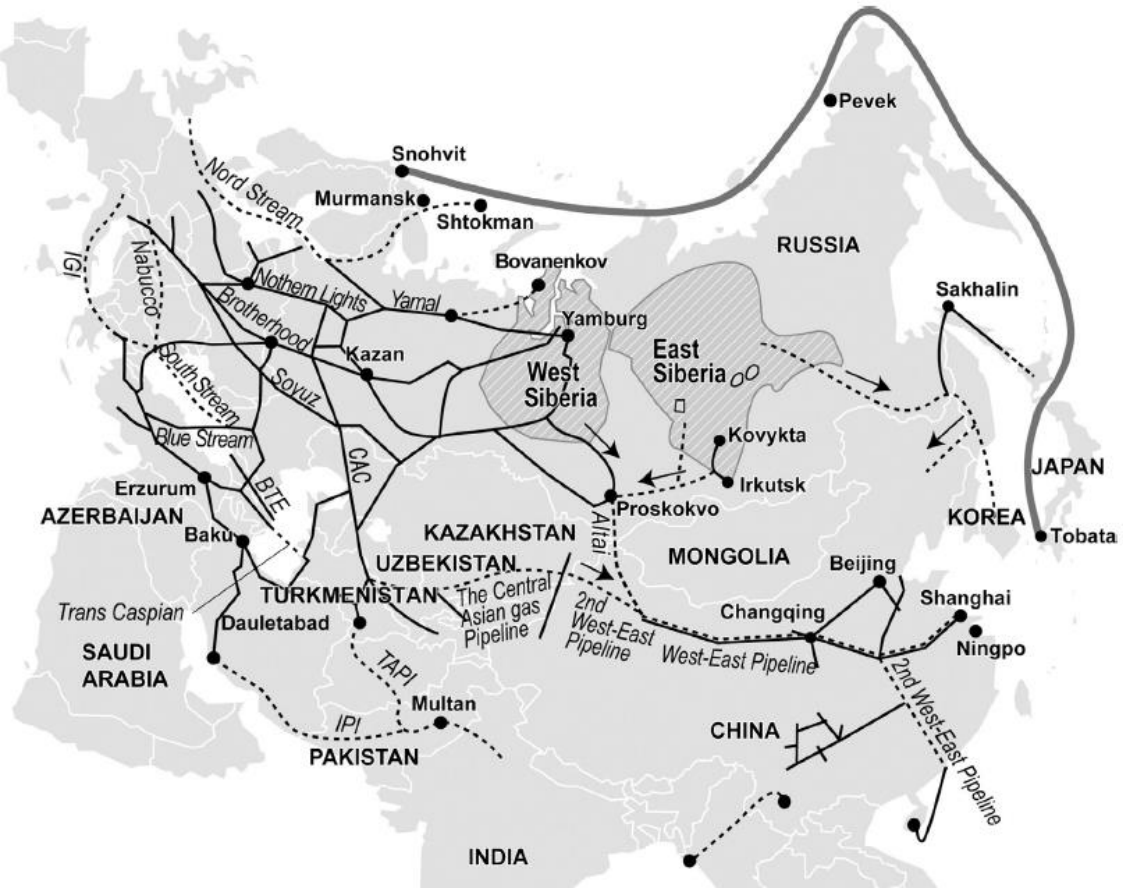 Pevek
Snohvit
Nord Stream
Murmansk
Shtokman
RUSSIA
IGI
Nabucco
Bovanenkov
Nothern Lights
Yamal
Sakhalin
Brotherhood
Yamburg
Kazan
East
Siberia
West
Siberia
South Stream
Soyuz
Blue Stream
Kovykta
CAC
JAPAN
Erzurum
BTE
Irkutsk
Proskokvo
AZERBAIJAN
KOREA
Tobata
Baku
KAZAKHSTAN
Altai
MONGOLIA
UZBEKISTAN
Beijing
Trans Caspian
TURKMENISTAN
The Central
Asian gas
Pipeline
2nd
West-East
Pipeline
Changqing
Shanghai
Dauletabad
West-East Pipeline
Ningpo
SAUDI
ARABIA
TAPI
2nd West-East Pipeline
Multan
IPI
CHINA
PAKISTAN
INDIA